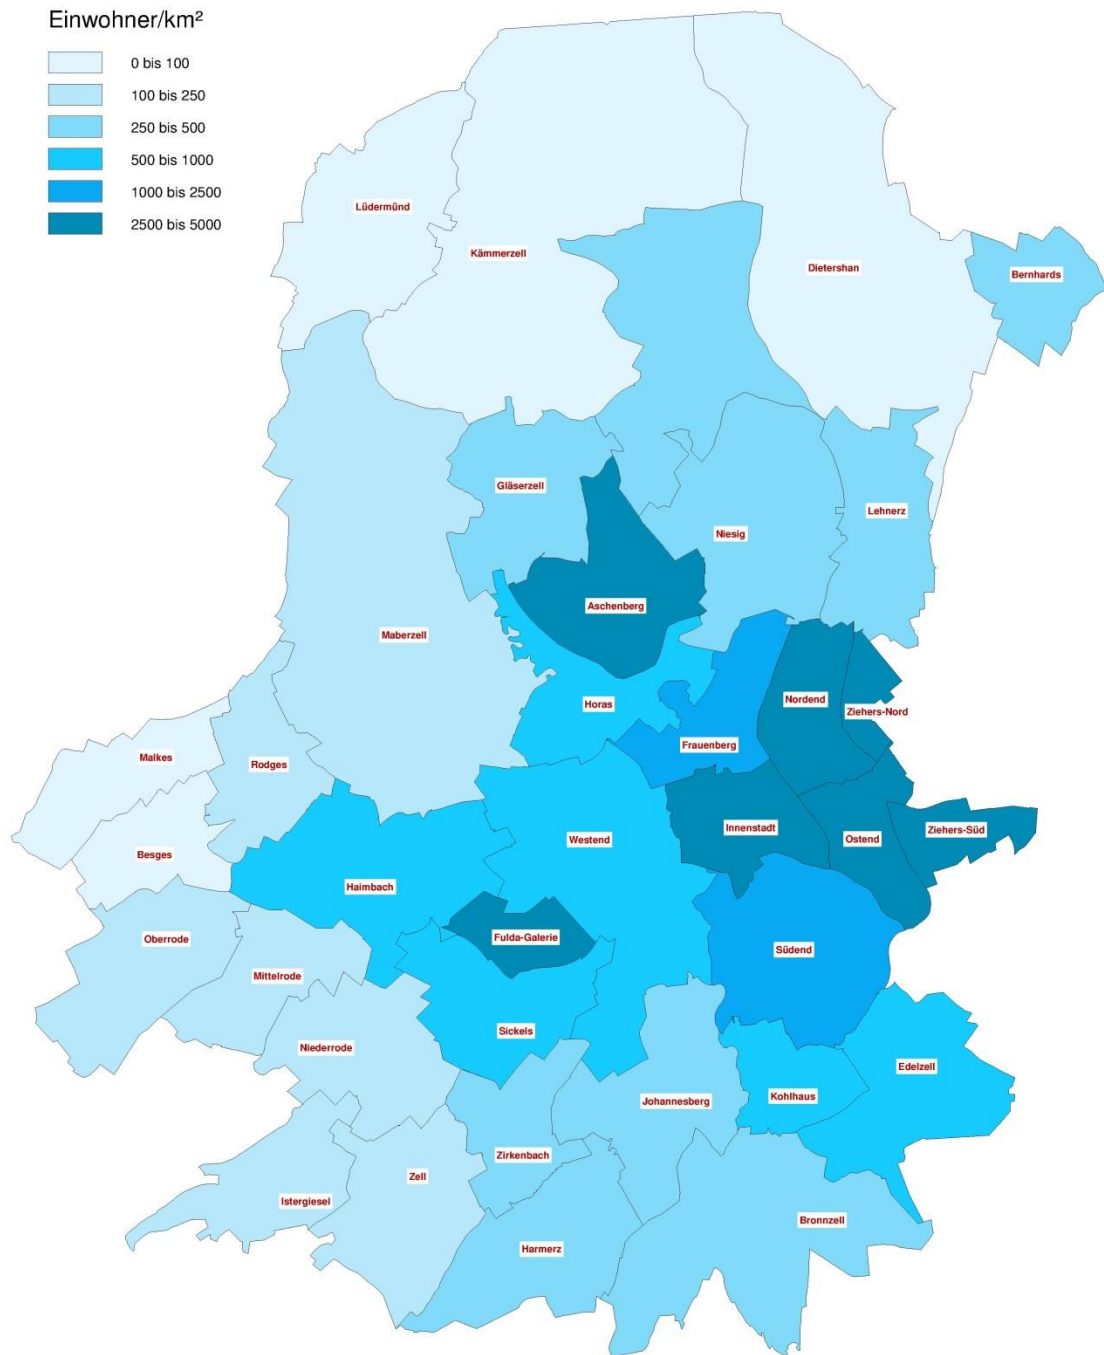 Einwohner/km²
0 bis 100
100 bis 250
250 bis 500
500 bis 1000
1000 bis 2500
2500 bis 5000
Lüdermünd
Kämmerzell
Dietershan
Bernhards
Gläserzell
Lehnerz
Niesig
Aschenberg
Maberzell
Horas
Nordend
Ziehers-Nord
Frauenberg
Malkes
Rodges
Innenstadt
Ziehers-Süd
Westend
Ostend
Besges
Haimbach
Oberrode
Fulda-Galerie
Südend
Mittelrode
Sickels
Niederrode
Edelzell
Kohlhaus
Johannesberg
Zirkenbach
Zell
Istergiesel
Bronnzell
Harmerz